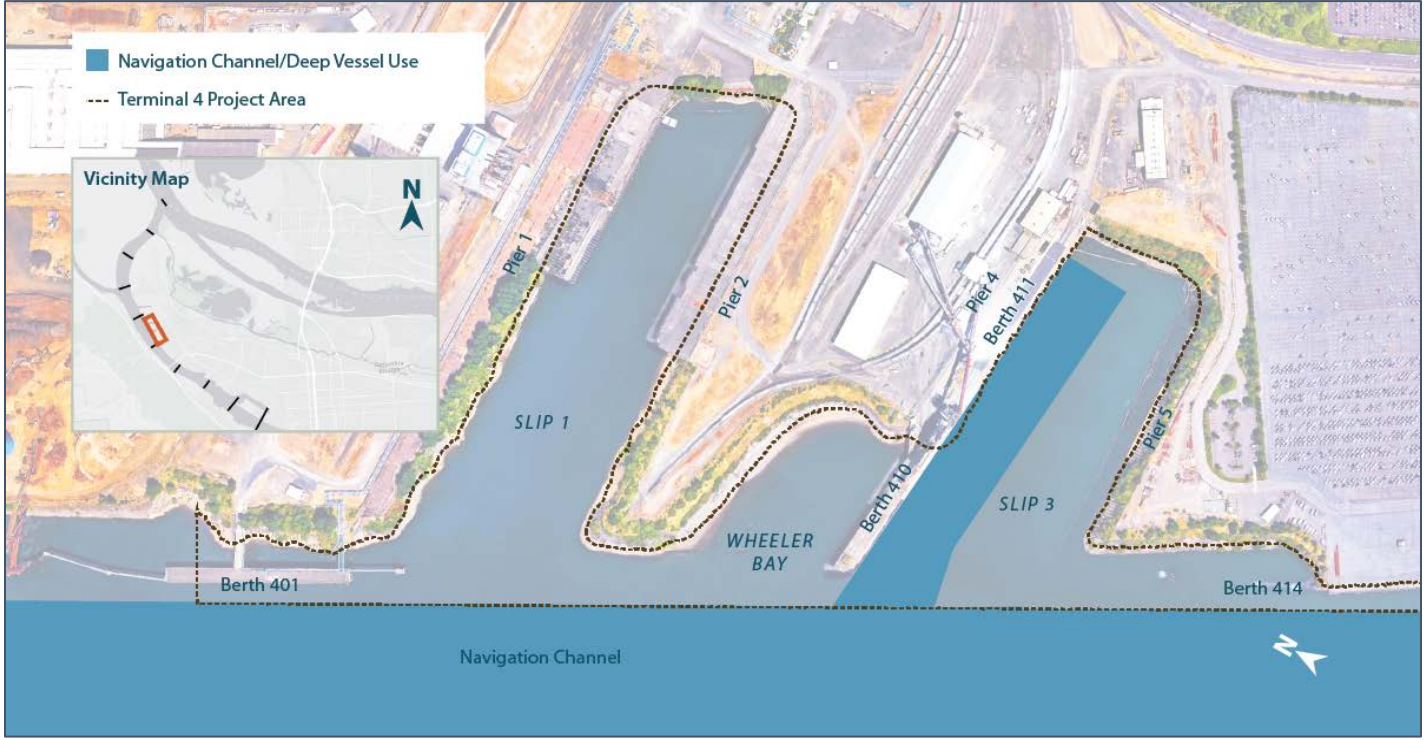 Navigation Channel/Deep Vessel Use
Terminal 4 Project Area
Vicinity Map
N
Pier 1
Pier 2
Pier 4
Berth 411
Pier 5
SLIP 1
Berth 410
SLIP 3
WHEELER
BAY
Berth 401
Berth 414
Navigation Channel
N